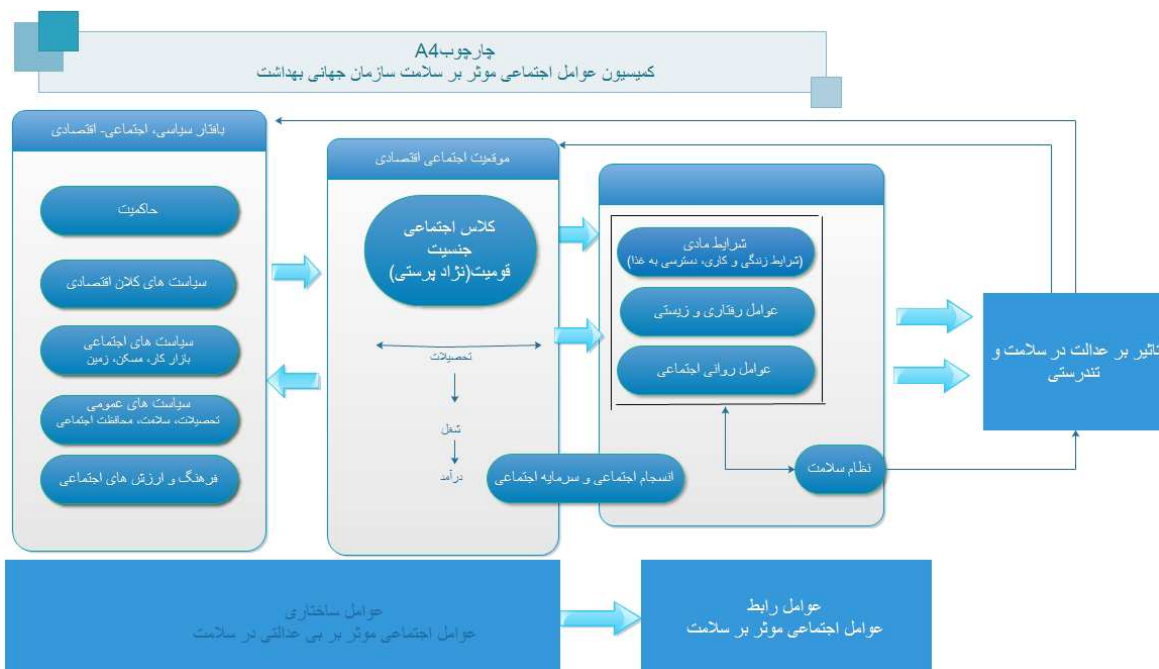 چارچوبA4
کمیسیون عوامل اجتماعی موثر بر سلامت سازمان جهانی بهداشت
بافتار سیاسی، اجتماعی- اقتصادی
حاکمیت
سیاست های کلان اقتصادی
سیاست های اجتماعی
بازار کار، مسکن، زمین
سیاست های عمومی
تحصیلات، سلامت، محافظت اجتماعی
فرهنگ و ارزش های اجتماعی
موقعیت اجتماعی اقتصادی
کلاس اجتماعی
جنسیت
قومیت(نژاد پرستی)
تحصیلات
شغل
درآمد
انسجام اجتماعی و سرمایه اجتماعی
شرایط مادی
(شرایط زندگی و کاری، دسترسی به غذا)
عوامل رفتاری و زیستی
عوامل روانی اجتماعی
نظام سلامت
تاثیر بر عدالت در سلامت و
تندرستی
عوامل ساختاری
عوامل اجتماعی موثر بر بی عدالتی در سلامت
عوامل رابط
عوامل اجتماعی موثر بر سلامت